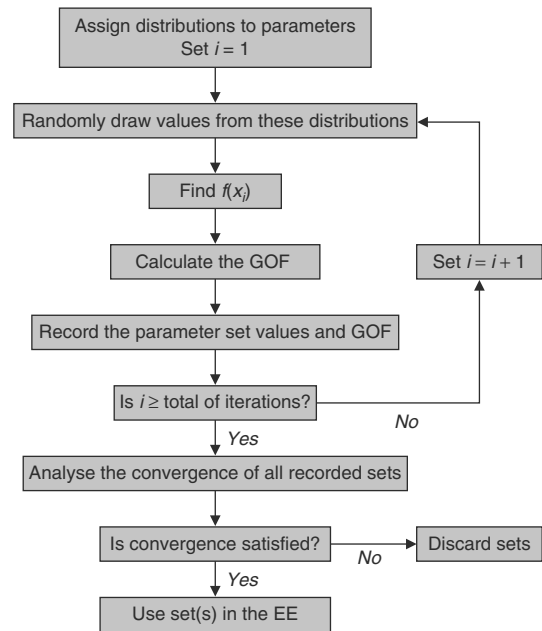 Assign distributions to parameters
Set i = 1
Randomly draw values from these distributions
Find f(xᵢ)
Calculate the GOF
Set i = i + 1
Record the parameter set values and GOF
Is i ≥ total of iterations?
No
Yes
Analyse the convergence of all recorded sets
Is convergence satisfied?
No
Discard sets
Yes
Use set(s) in the EE